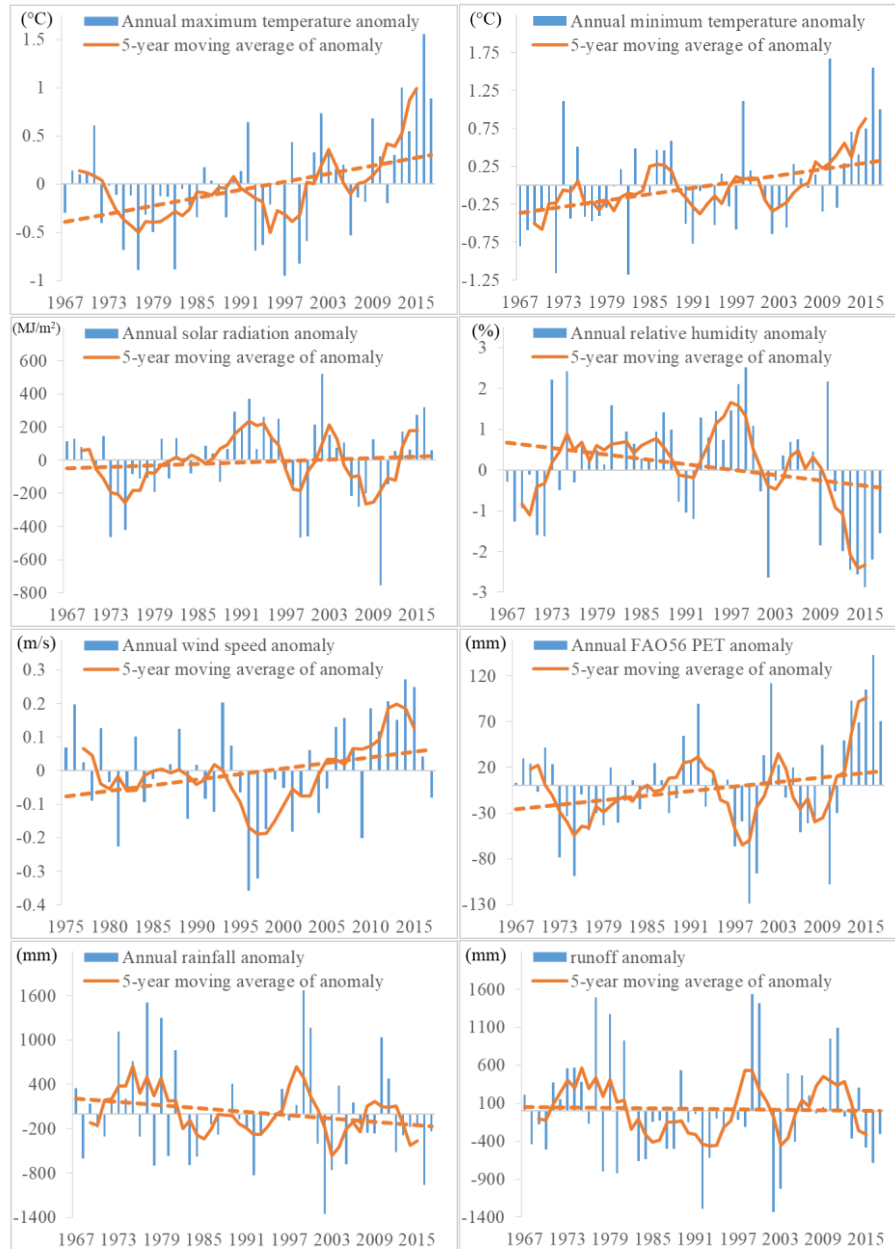 (°C)
Annual maximum temperature anomaly
5-year moving average of anomaly
1.5
1
0.5
0
-0.5
-1
1967 1973 1979 1985 1991 1997 2003 2009 2015
(°C)
Annual minimum temperature anomaly
5-year moving average of anomaly
1.75
1.25
0.75
0.25
-0.25
-0.75
-1.25
1967 1973 1979 1985 1991 1997 2003 2009 2015
(MJ/m²)
Annual solar radiation anomaly
5-year moving average of anomaly
600
400
200
0
-200
-400
-600
-800
1967 1973 1979 1985 1991 1997 2003 2009 2015
(%)
Annual relative humidity anomaly
5-year moving average of anomaly
3
2
1
0
-1
-2
-3
1967 1973 1979 1985 1991 1997 2003 2009 2015
(m/s)
Annual wind speed anomaly
5-year moving average of anomaly
0.3
0.2
0.1
0
-0.1
-0.2
-0.3
-0.4
1975 1980 1985 1990 1995 2000 2005 2010 2015
(mm)
Annual FAO56 PET anomaly
5-year moving average of anomaly
120
70
20
-30
-80
-130
1967 1973 1979 1985 1991 1997 2003 2009 2015
(mm)
Annual rainfall anomaly
5-year moving average of anomaly
1600
1000
400
-200
-800
-1400
1967 1973 1979 1985 1991 1997 2003 2009 2015
(mm)
runoff anomaly
5-year moving average of anomaly
1600
1100
600
100
-400
-900
-1400
1967 1973 1979 1985 1991 1997 2003 2009 2015